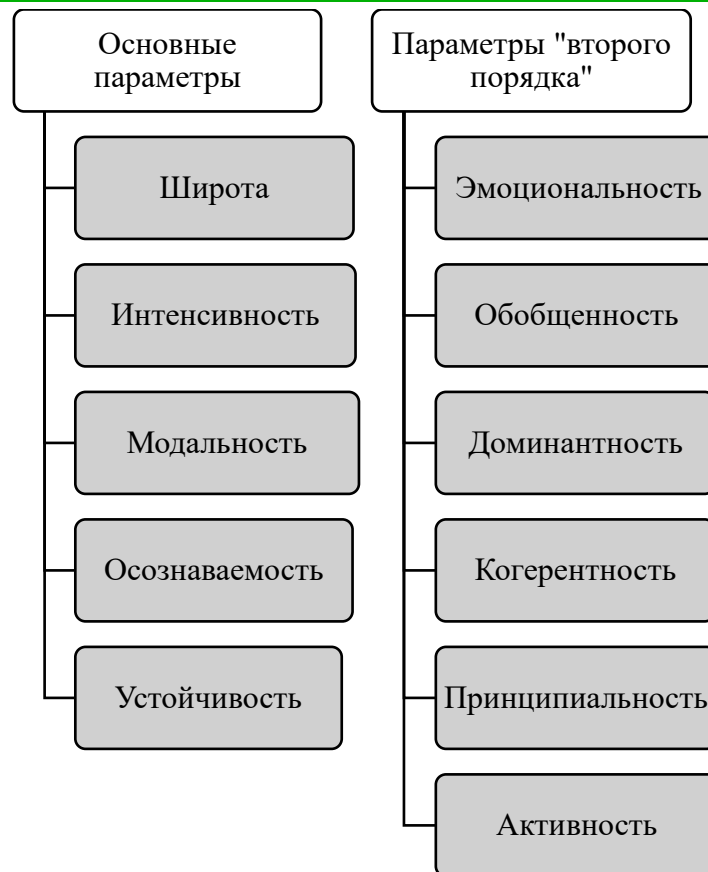 Основные
параметры
Широта
Интенсивность
Модальность
Осознаваемость
Устойчивость
Параметры "второго
порядка"
Эмоциональность
Обобщенность
Доминантность
Когерентность
Принципиальность
Активность